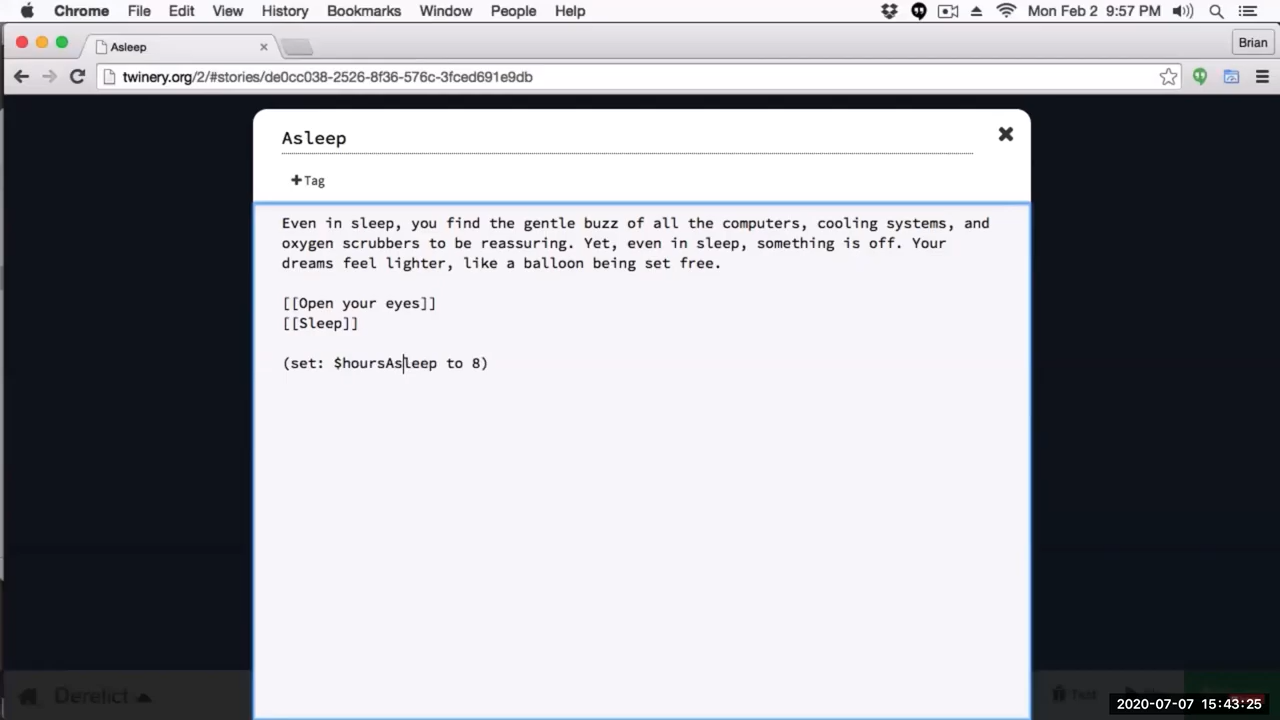 Chrome File Edit View History Bookmarks Window People Help Mon Feb 2 9:57 PM
Asleep Brian
twinery.org/2/#stories/de0cc038-2526-8f36-576c-3fced691e9db
Asleep
+Tag
Even in sleep, you find the gentle buzz of all the computers, cooling systems, and
oxygen scrubbers to be reassuring. Yet, even in sleep, something is off. Your
dreams feel lighter, like a balloon being set free.
[[Open your eyes]]
[[Sleep]]
(set: $hoursAsleep to 8)
Derelict Test
2020-07-07 15:43:25